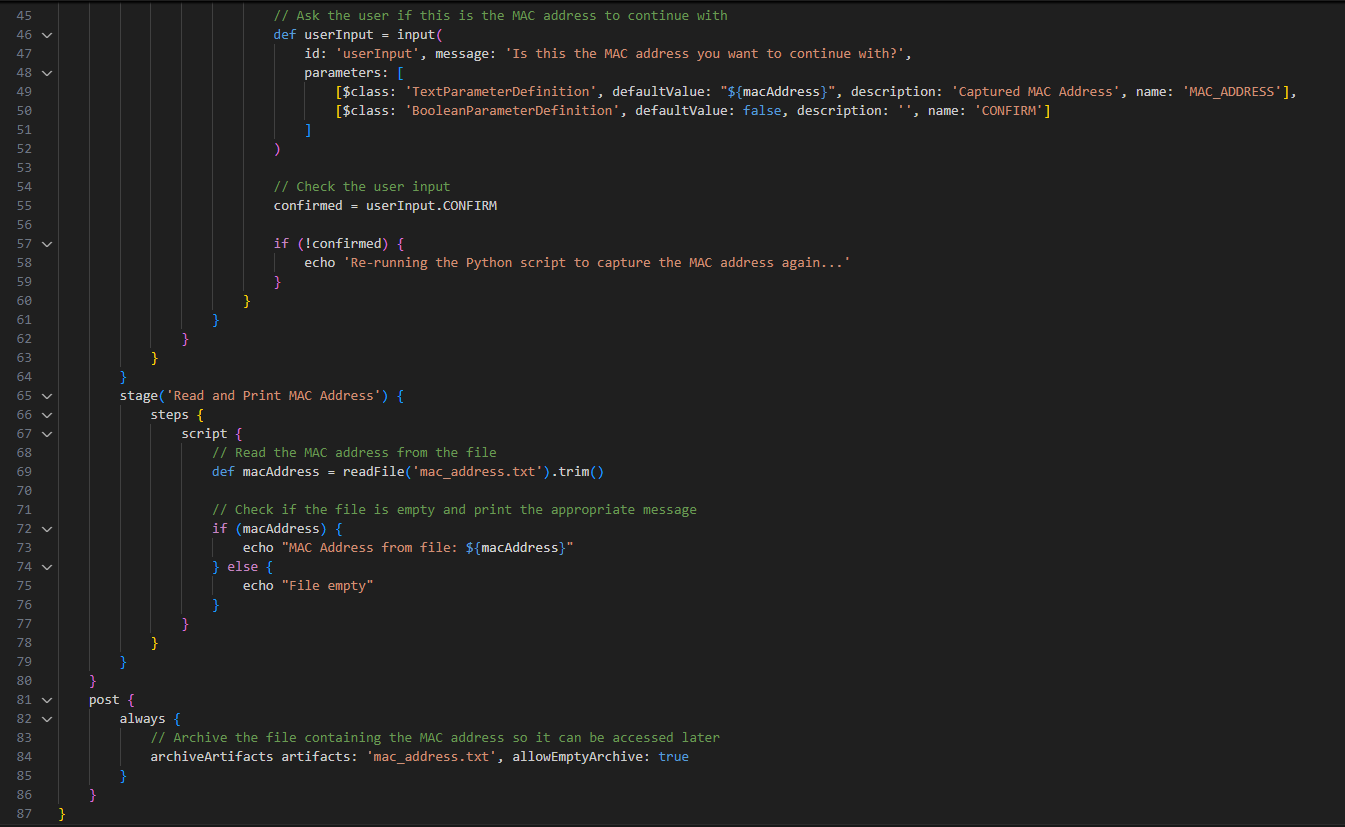 45 // Ask the user if this is the MAC address to continue with
46 def userInput = input(
47 id: 'userInput', message: 'Is this the MAC address you want to continue with?',
48 parameters: [
49 [$class: 'TextParameterDefinition', defaultValue: "${macAddress}", description: 'Captured MAC Address', name: 'MAC_ADDRESS'],
50 [$class: 'BooleanParameterDefinition', defaultValue: false, description: '', name: 'CONFIRM']
51 ]
52 )
53
54 // Check the user input
55 confirmed = userInput.CONFIRM
56
57 if (!confirmed) {
58 echo 'Re-running the Python script to capture the MAC address again...'
59 }
60 }
61 }
62 }
63 }
64 }
65 stage('Read and Print MAC Address') {
66 steps {
67 script {
68 // Read the MAC address from the file
69 def macAddress = readFile('mac_address.txt').trim()
70
71 // Check if the file is empty and print the appropriate message
72 if (macAddress) {
73 echo "MAC Address from file: ${macAddress}"
74 } else {
75 echo "File empty"
76 }
77 }
78 }
79 }
80 }
81 post {
82 always {
83 // Archive the file containing the MAC address so it can be accessed later
84 archiveArtifacts artifacts: 'mac_address.txt', allowEmptyArchive: true
85 }
86 }
87 }